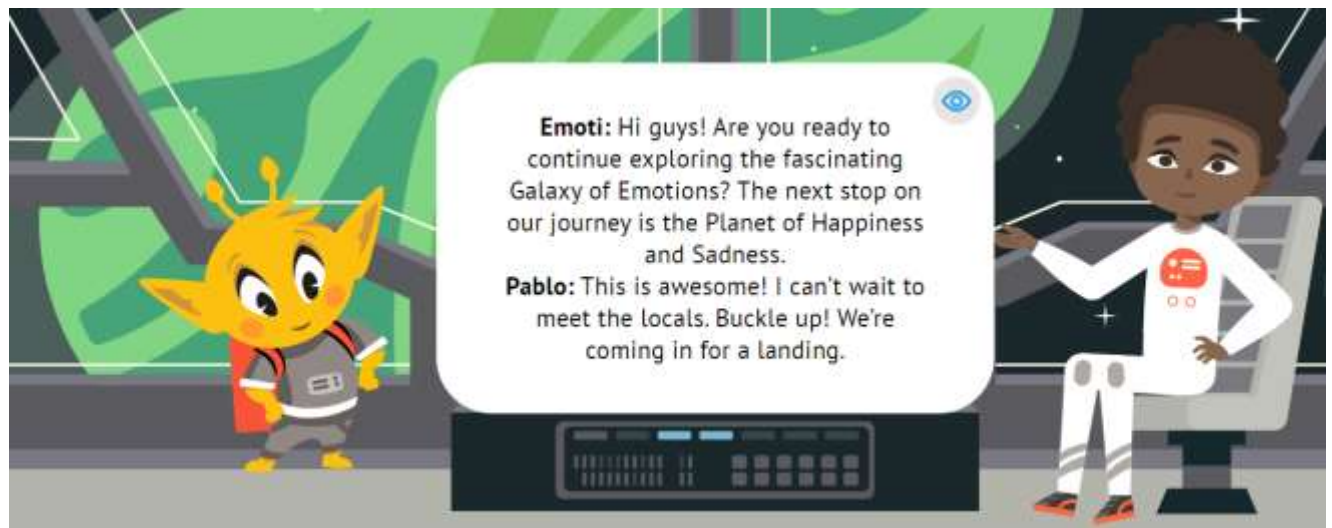 Emoti: Hi guys! Are you ready to
continue exploring the fascinating
Galaxy of Emotions? The next stop on
our journey is the Planet of Happiness
and Sadness.
Pablo: This is awesome! I can't wait to
meet the locals. Buckle up! We're
coming in for a landing.